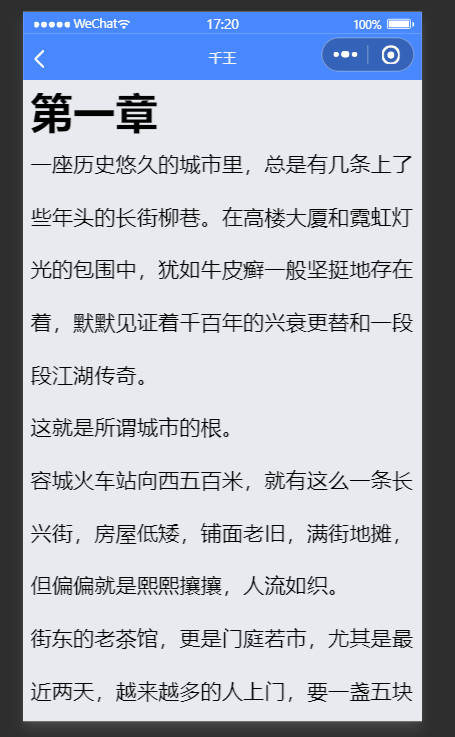 WeChat 17:20 100%
千王
第一章
一座历史悠久的城市里，总是有几条上了
些年头的长街柳巷。在高楼大厦和霓虹灯
光的包围中，犹如牛皮癣一般坚挺地存在
着，默默见证着千百年的兴衰更替和一段
段江湖传奇。
这就是所谓城市的根。
容城火车站向西五百米，就有这么一条长
兴街，房屋低矮，铺面老旧，满街地摊，
但偏偏就是熙熙攘攘，人流如织。
街东的老茶馆，更是门庭若市，尤其是最
近两天，越来越多的人上门，要一盏五块